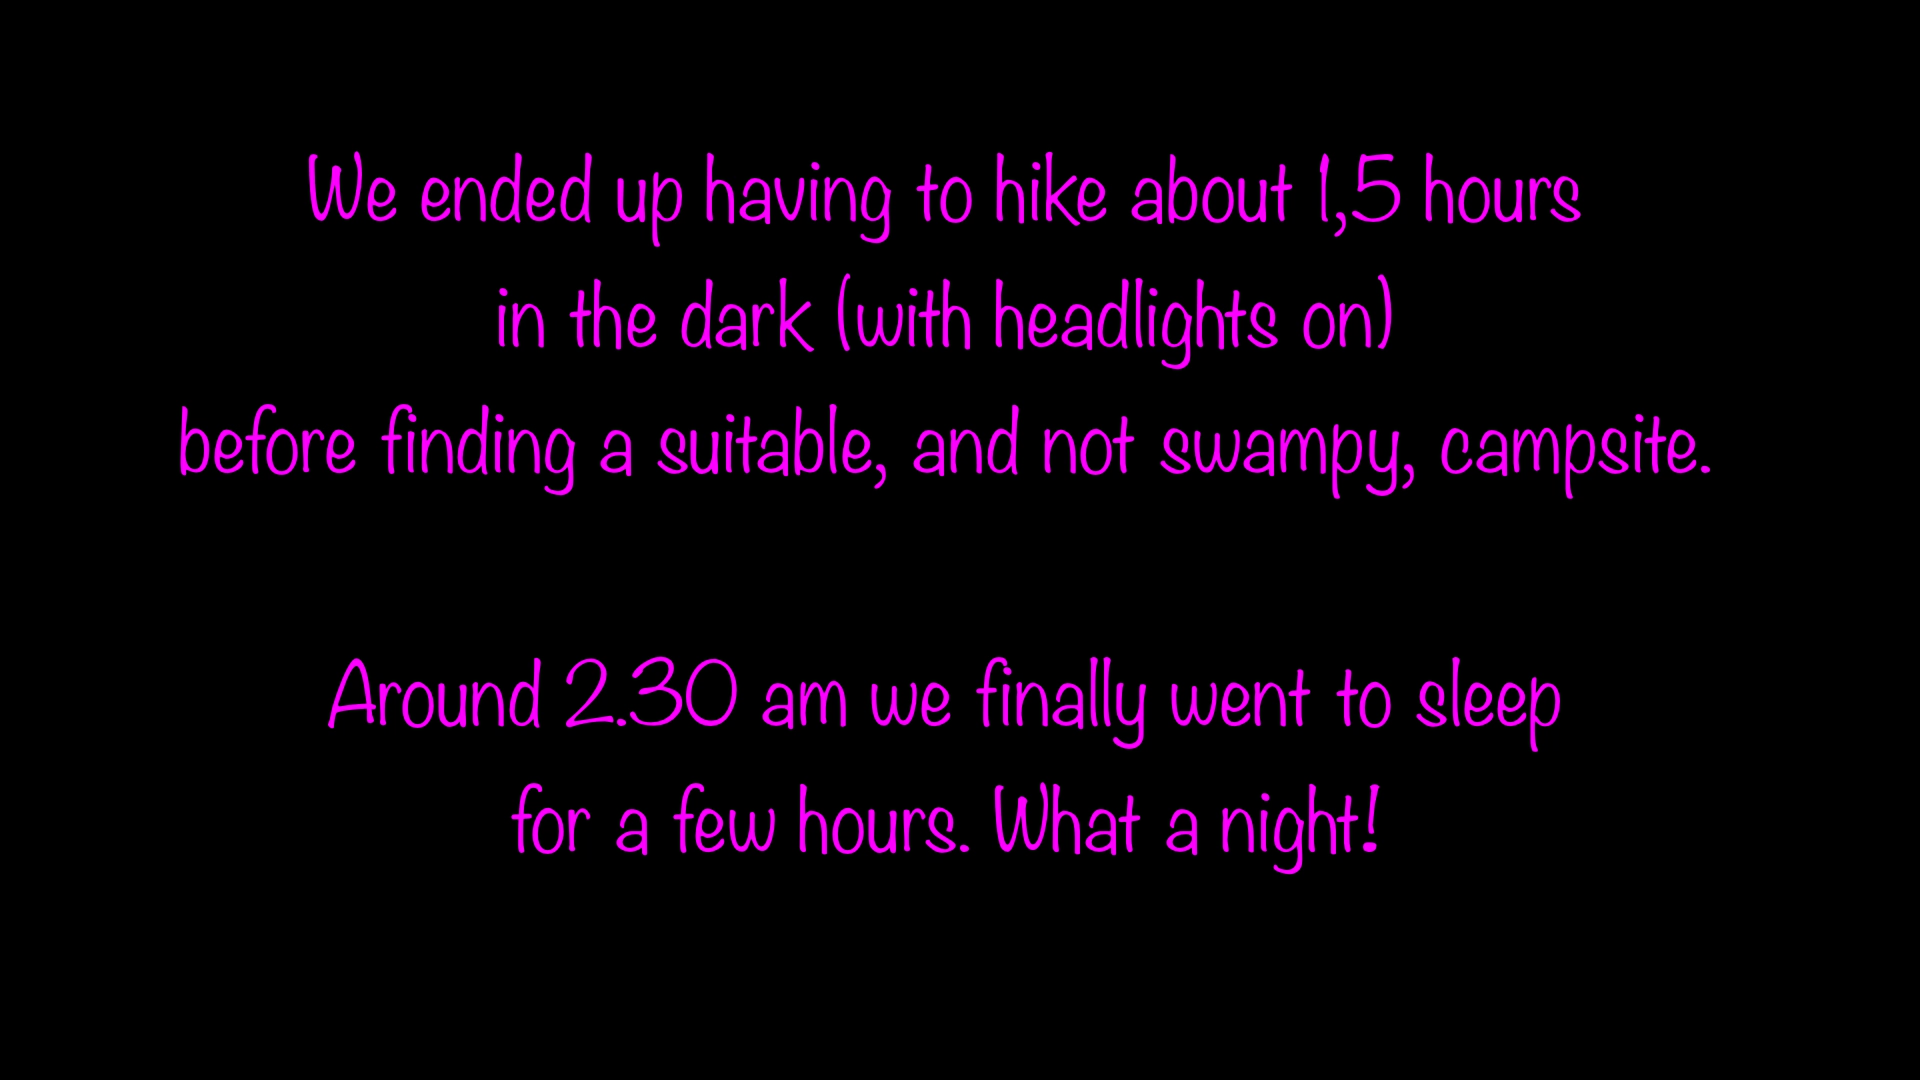 We ended up having to hike about 1,5 hours
in the dark (with headlights on)
before finding a suitable, and not swampy, campsite.
Around 2.30 am we finally went to sleep
for a few hours. What a night!